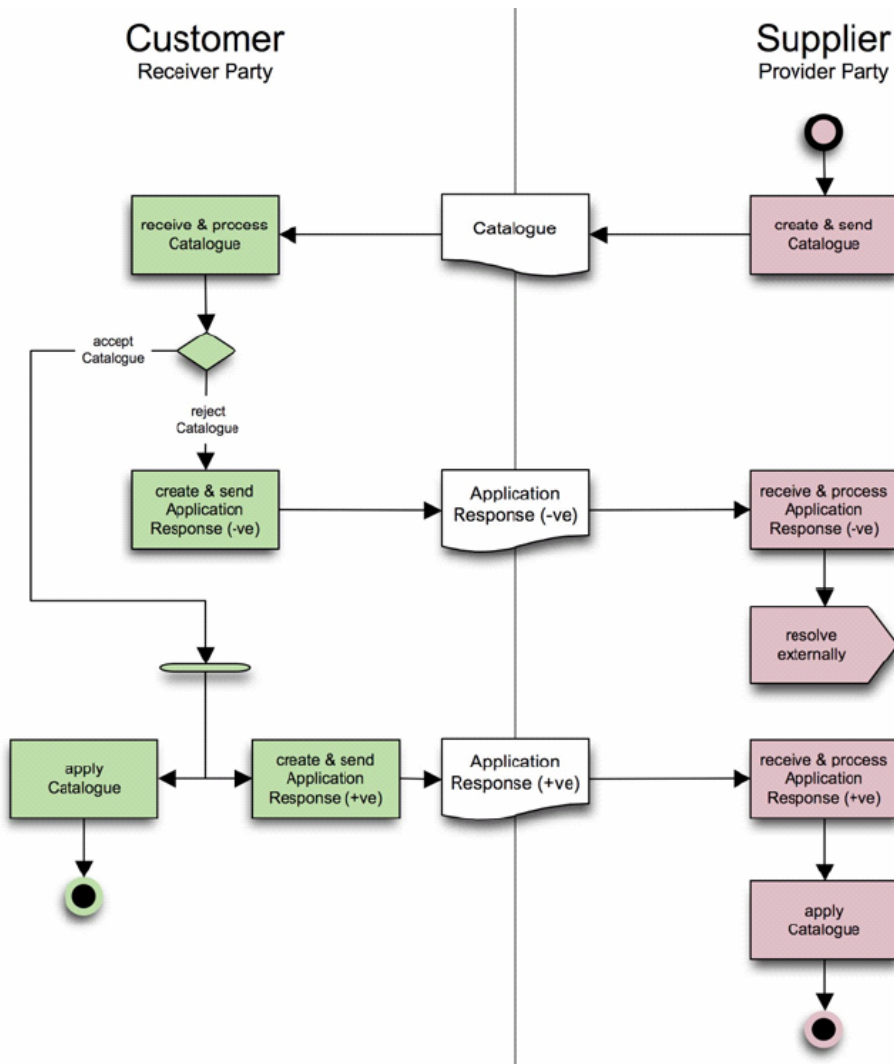 Customer
Receiver Party
Supplier
Provider Party
receive & process
Catalogue
Catalogue
create & send
Catalogue
accept
Catalogue
reject
Catalogue
create & send
Application
Response (-ve)
Application
Response (-ve)
receive & process
Application
Response (-ve)
resolve
externally
apply
Catalogue
create & send
Application
Response (+ve)
Application
Response (+ve)
receive & process
Application
Response (+ve)
apply
Catalogue